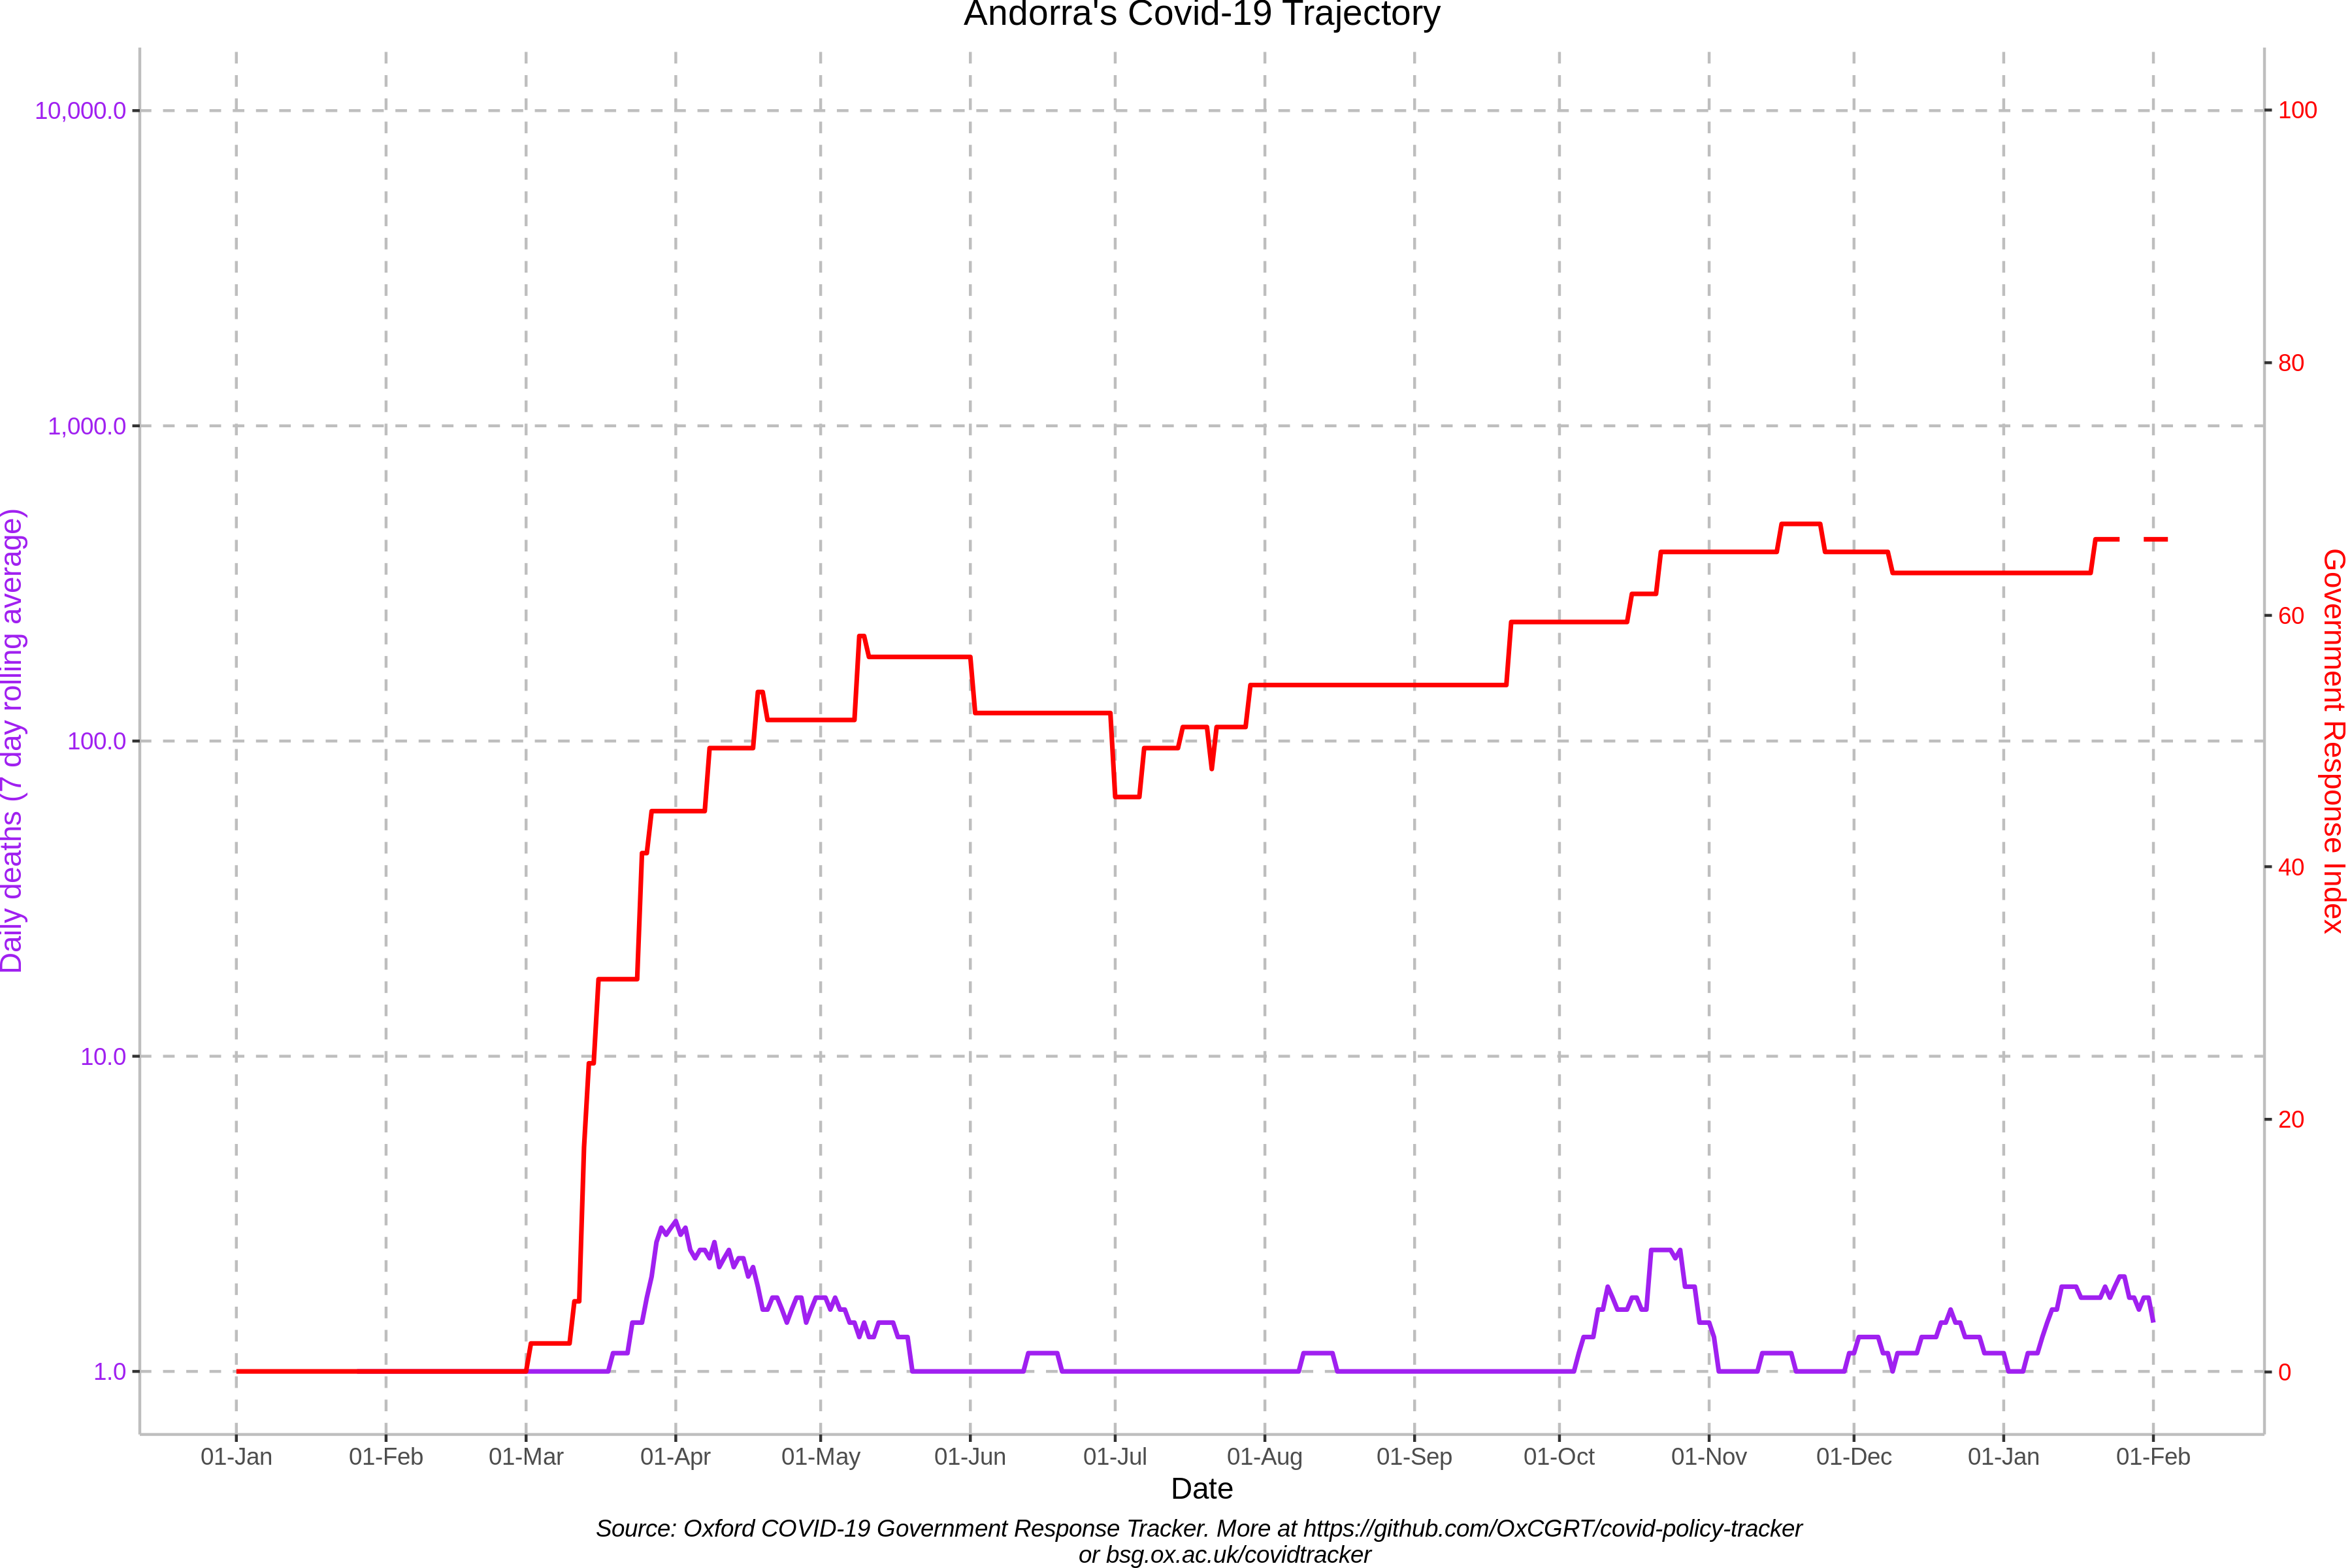 Andorra's Covid-19 Trajectory
10,000.0
1,000.0
100.0
10.0
1.0
Daily deaths (7 day rolling average)
100
80
60
40
20
0
Government Response Index
01-Jan 01-Feb 01-Mar 01-Apr 01-May 01-Jun 01-Jul 01-Aug 01-Sep 01-Oct 01-Nov 01-Dec 01-Jan 01-Feb
Date
Source: Oxford COVID-19 Government Response Tracker. More at https://github.com/OxCGRT/covid-policy-tracker
or bsg.ox.ac.uk/covidtracker